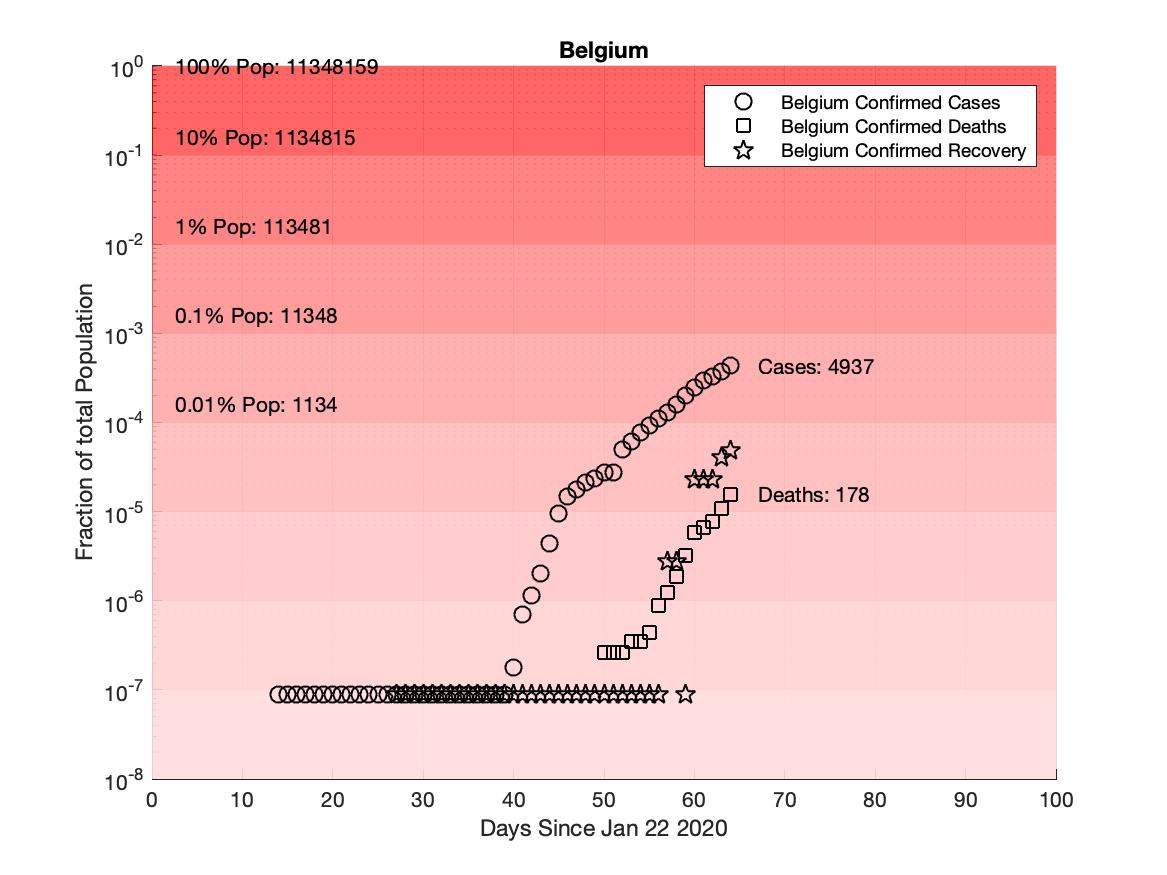 Belgium
10^0
100% Pop: 11348159
Belgium Confirmed Cases
Belgium Confirmed Deaths
Belgium Confirmed Recovery
10% Pop: 1134815
10^-1
1% Pop: 113481
10^-2
0.1% Pop: 11348
10^-3
Cases: 4937
0.01% Pop: 1134
10^-4
Deaths: 178
10^-5
10^-6
10^-7
10^-8
Fraction of total Population
0 10 20 30 40 50 60 70 80 90 100
Days Since Jan 22 2020